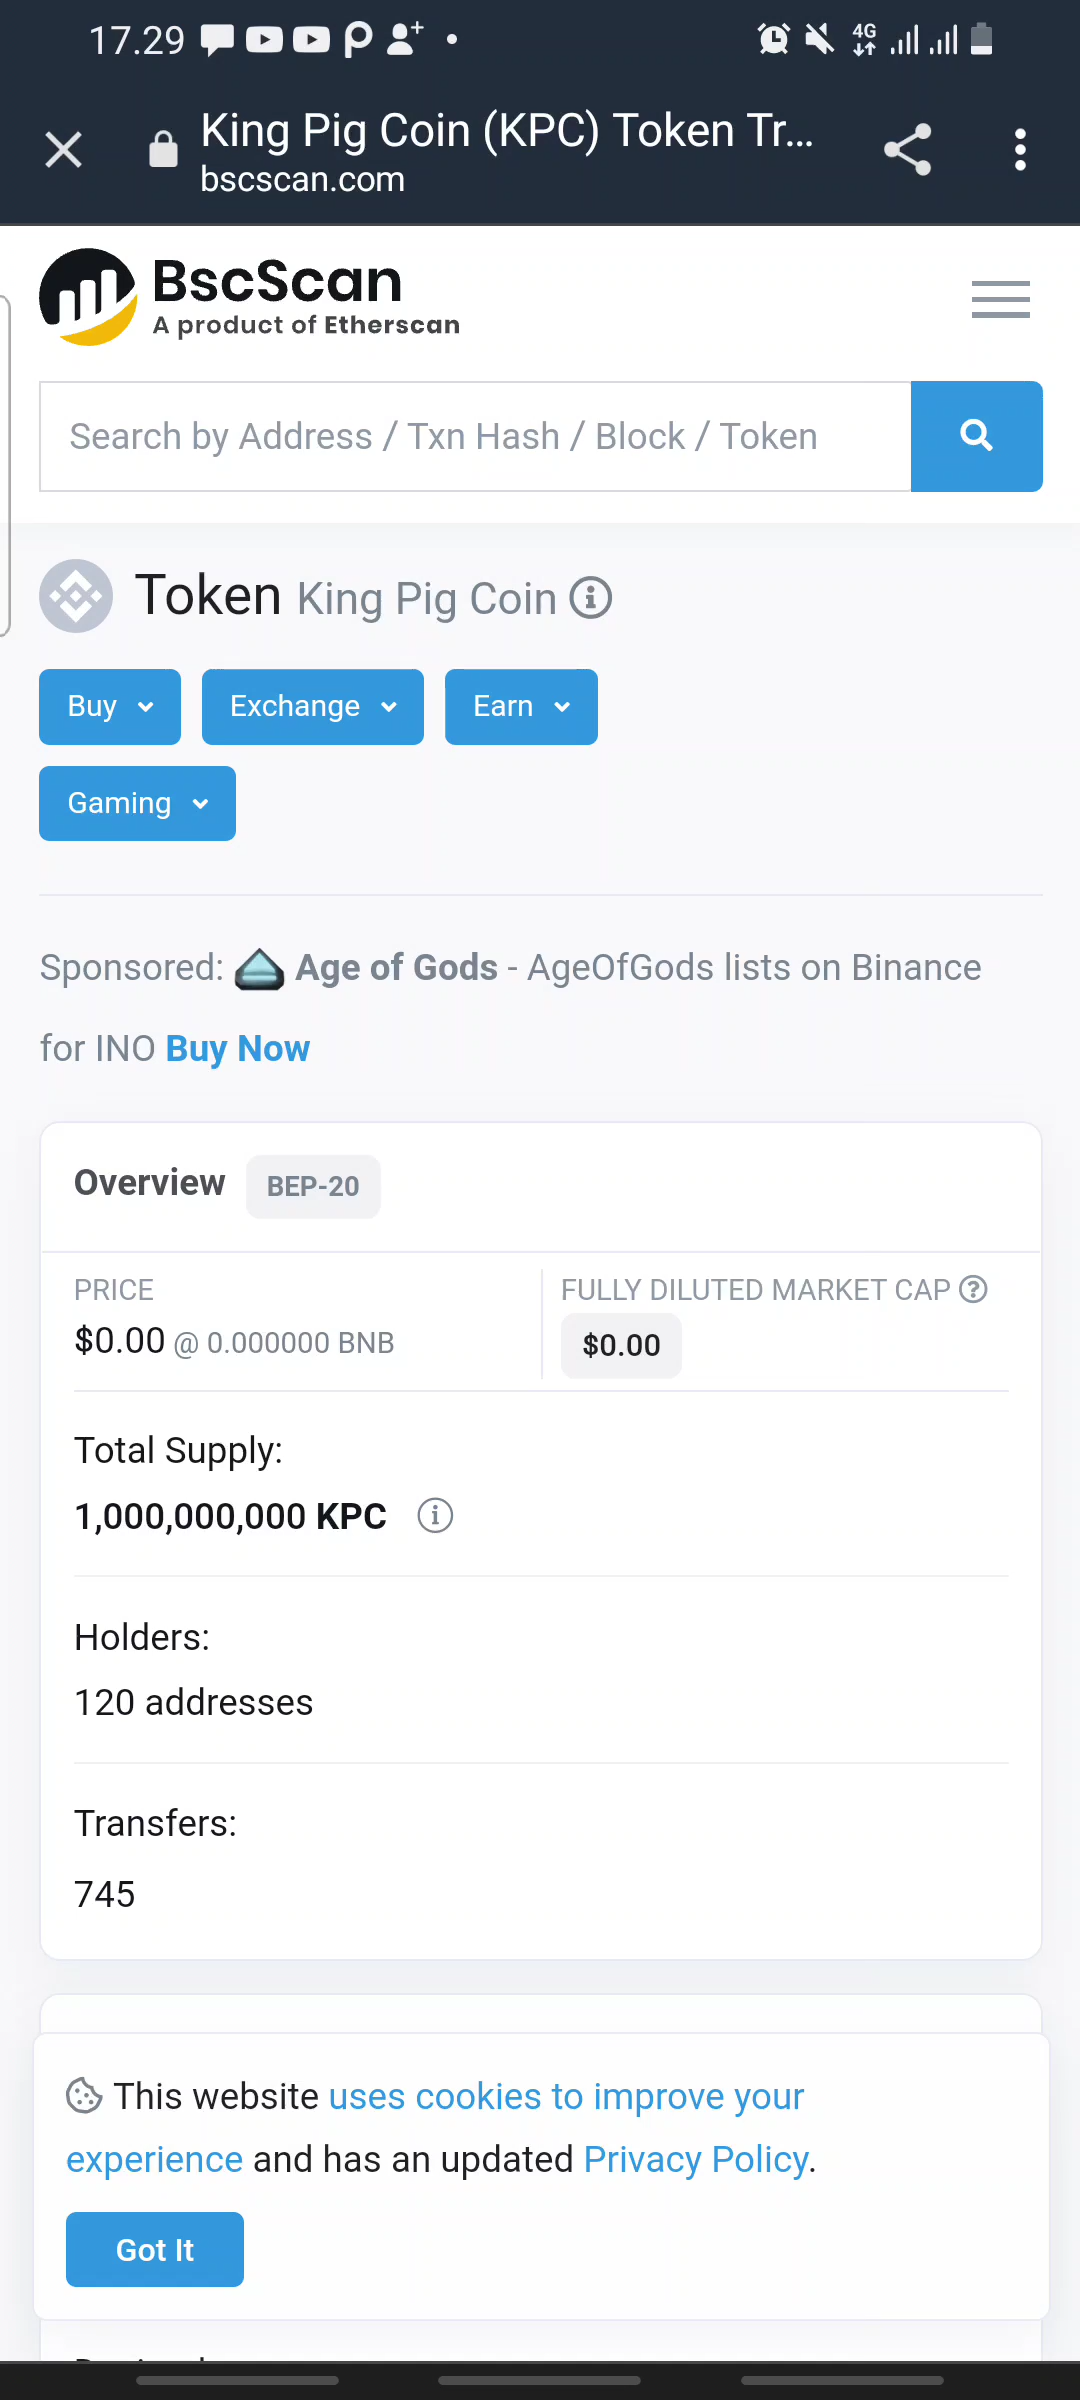 17.29
4G
King Pig Coin (KPC) Token Tr...
bscscan.com
BscScan
A product of Etherscan
Search by Address / Txn Hash / Block / Token
Token King Pig Coin
Buy
Exchange
Earn
Gaming
Sponsored: Age of Gods - AgeOfGods lists on Binance
for INO Buy Now
Overview
BEP-20
PRICE
$0.00 @ 0.000000 BNB
FULLY DILUTED MARKET CAP
$0.00
Total Supply:
1,000,000,000 KPC
Holders:
120 addresses
Transfers:
745
This website uses cookies to improve your
experience and has an updated Privacy Policy.
Got It